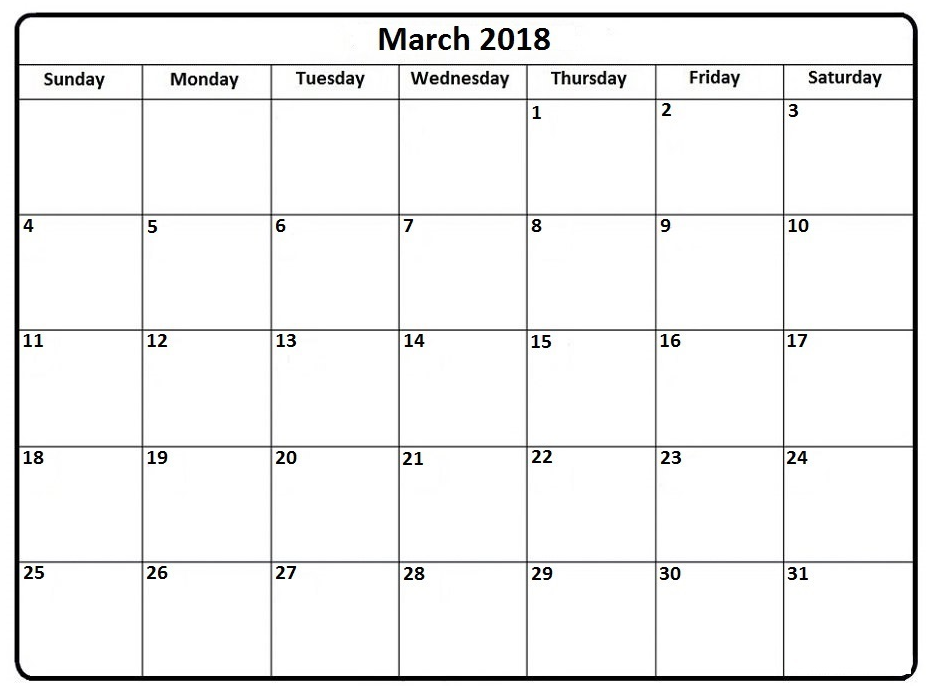 March 2018
Sunday Monday Tuesday Wednesday Thursday Friday Saturday
1 2 3
4 5 6 7 8 9 10
11 12 13 14 15 16 17
18 19 20 21 22 23 24
25 26 27 28 29 30 31